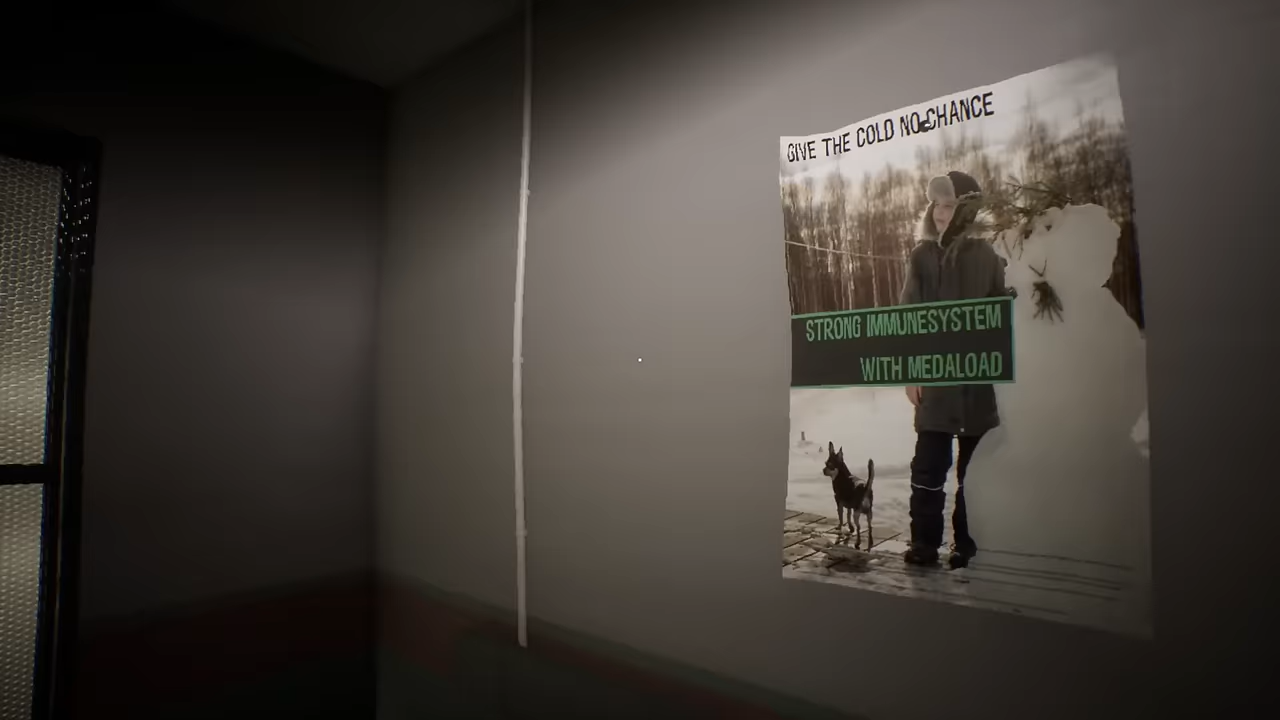 GIVE THE COLD NO CHANCE
STRONG IMMUNESYSTEM
WITH MEDALOAD